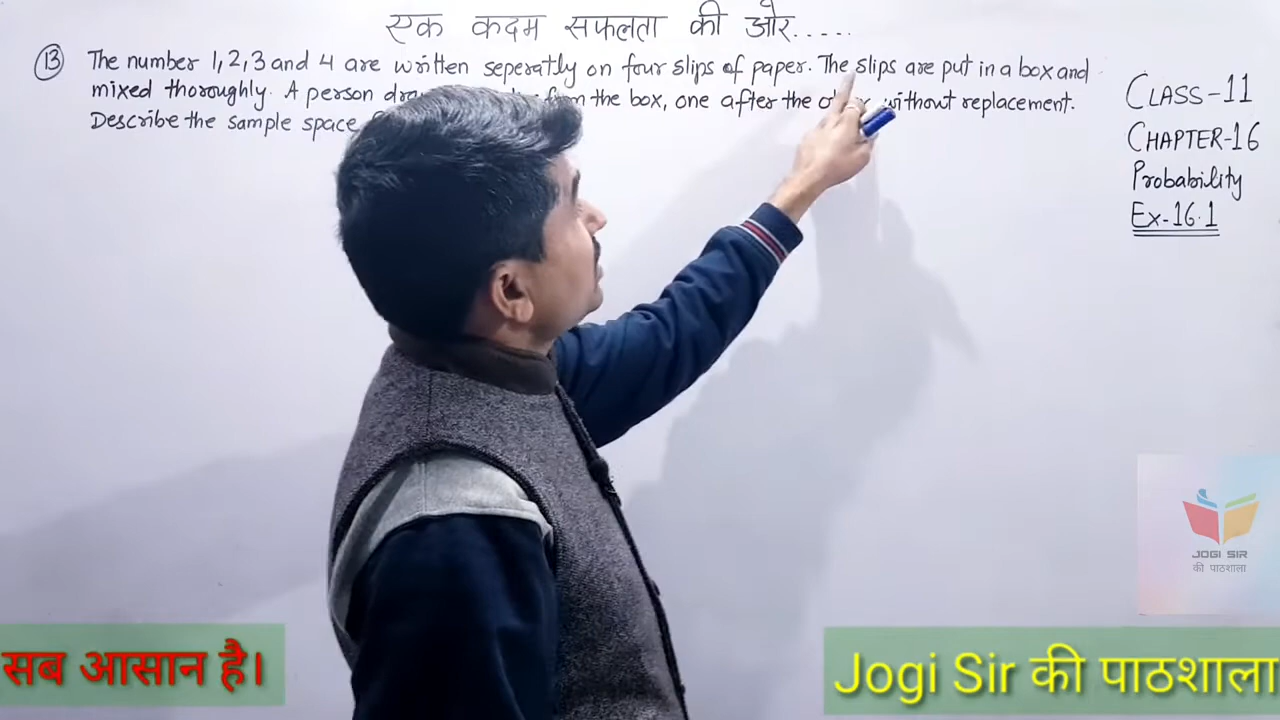 एक कदम सफलता की ओर.....
13 The number 1,2,3 and 4 are written seperatly on four slips of paper. The slips are put in a box and
mixed thoroughly. A person the box, one after the without replacement.
Describe the sample space
CLASS-11
CHAPTER-16
Probability
Ex-16.1
JOGI SIR
की पाठशाला
सब आसान है।
Jogi Sir की पाठशाला